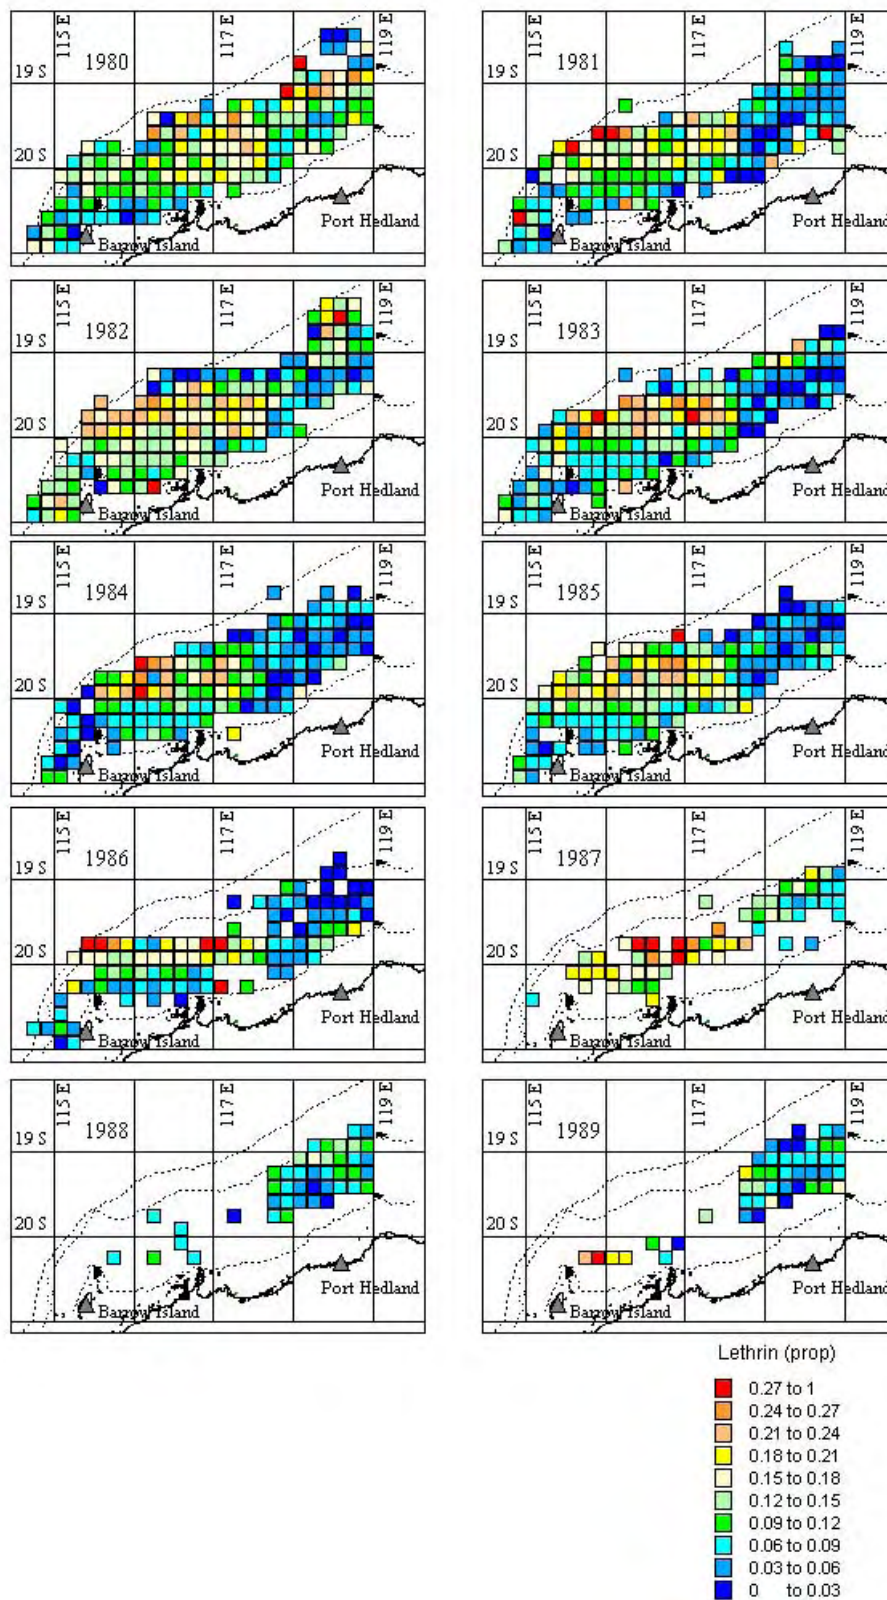 115 E
1980
117 E
119 E
19 S
20 S
Port Hedland
Barrow Island
115 E
1981
117 E
119 E
19 S
20 S
Port Hedland
Barrow Island
115 E
1982
117 E
119 E
19 S
20 S
Port Hedland
Barrow Island
115 E
1983
117 E
119 E
19 S
20 S
Port Hedland
Barrow Island
115 E
1984
117 E
119 E
19 S
20 S
Port Hedland
Barrow Island
115 E
1985
117 E
119 E
19 S
20 S
Port Hedland
Barrow Island
115 E
1986
117 E
119 E
19 S
20 S
Port Hedland
Barrow Island
115 E
1987
117 E
119 E
19 S
20 S
Port Hedland
Barrow Island
115 E
1988
117 E
119 E
19 S
20 S
Port Hedland
Barrow Island
115 E
1989
117 E
119 E
19 S
20 S
Port Hedland
Barrow Island
Lethrin (prop)
0.27 to 1
0.24 to 0.27
0.21 to 0.24
0.18 to 0.21
0.15 to 0.18
0.12 to 0.15
0.09 to 0.12
0.06 to 0.09
0.03 to 0.06
0 to 0.03